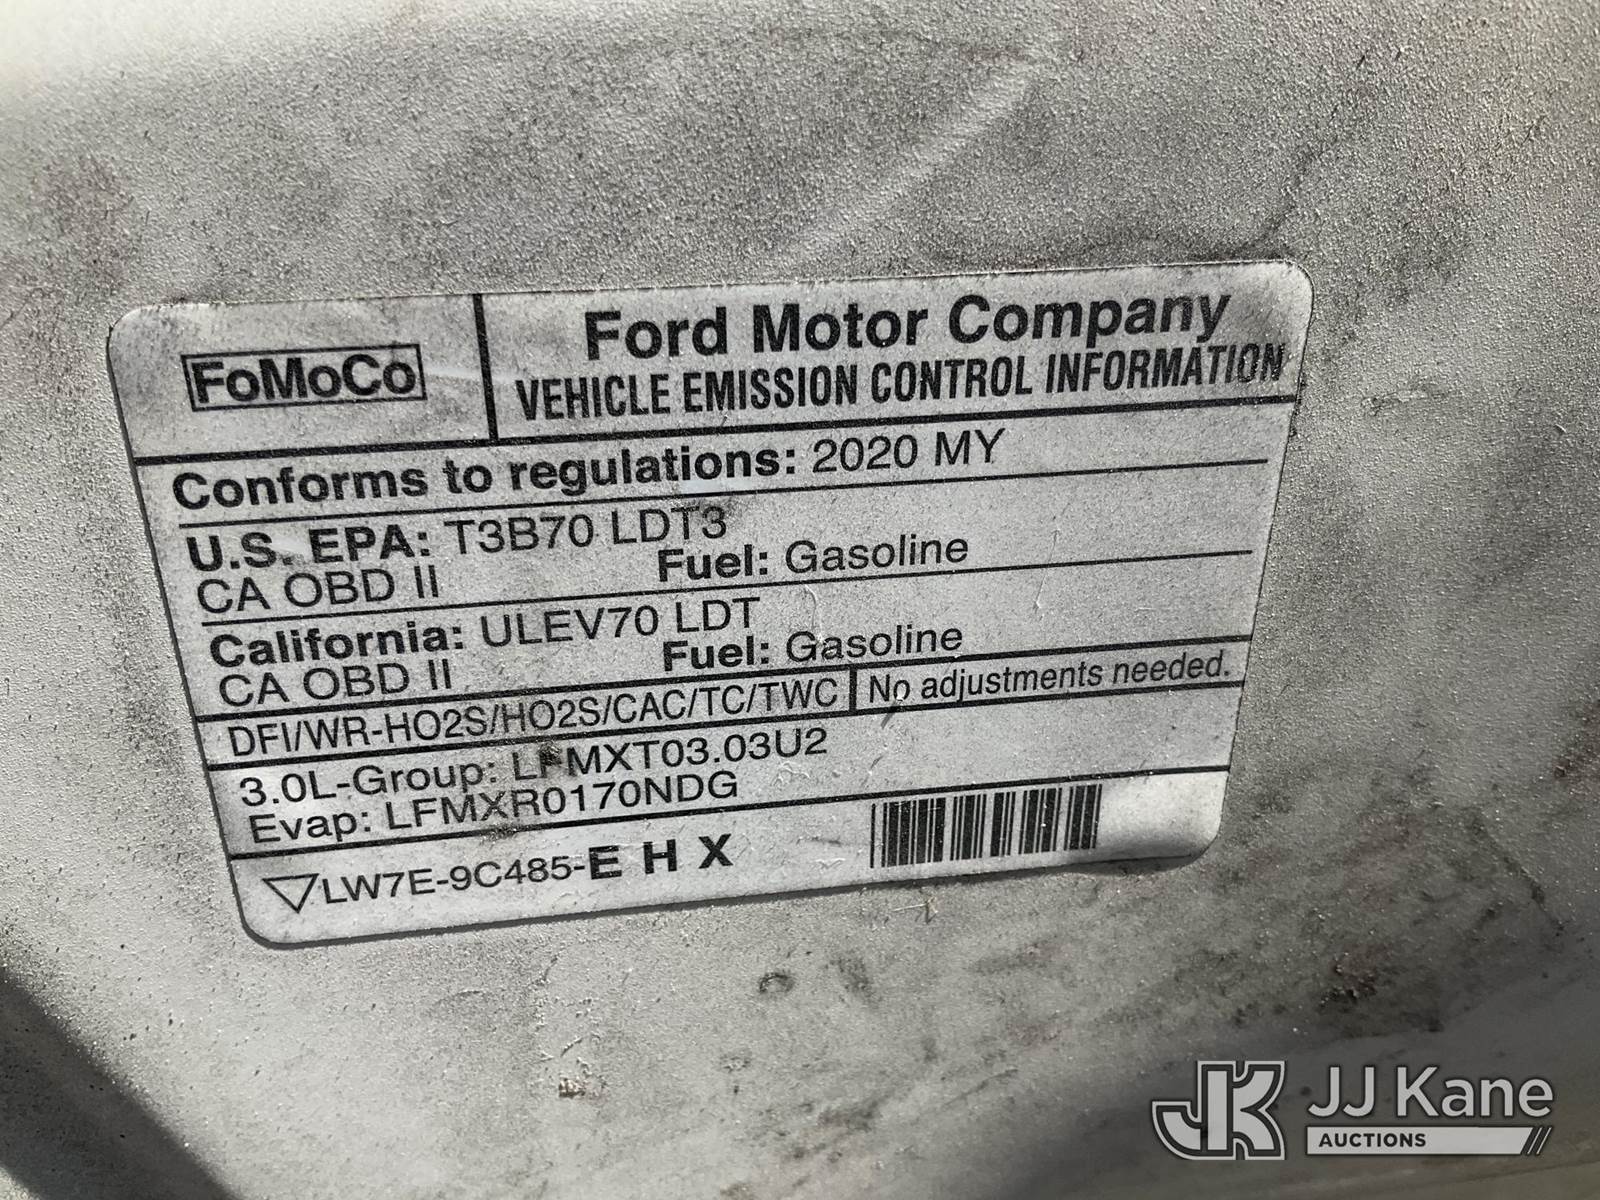 FoMoCo
Ford Motor Company
VEHICLE EMISSION CONTROL INFORMATION
Conforms to regulations: 2020 MY
U.S. EPA: T3B70 LDT3
CA OBD II Fuel: Gasoline
California: ULEV70 LDT
CA OBD II Fuel: Gasoline
DFI/WR-HO2S/HO2S/CAC/TC/TWC No adjustments needed.
3.0L-Group: LFMXT03.03U2
Evap: LFMXR0170NDG
LW7E-9C485-E H X
JK JJ Kane
AUCTIONS